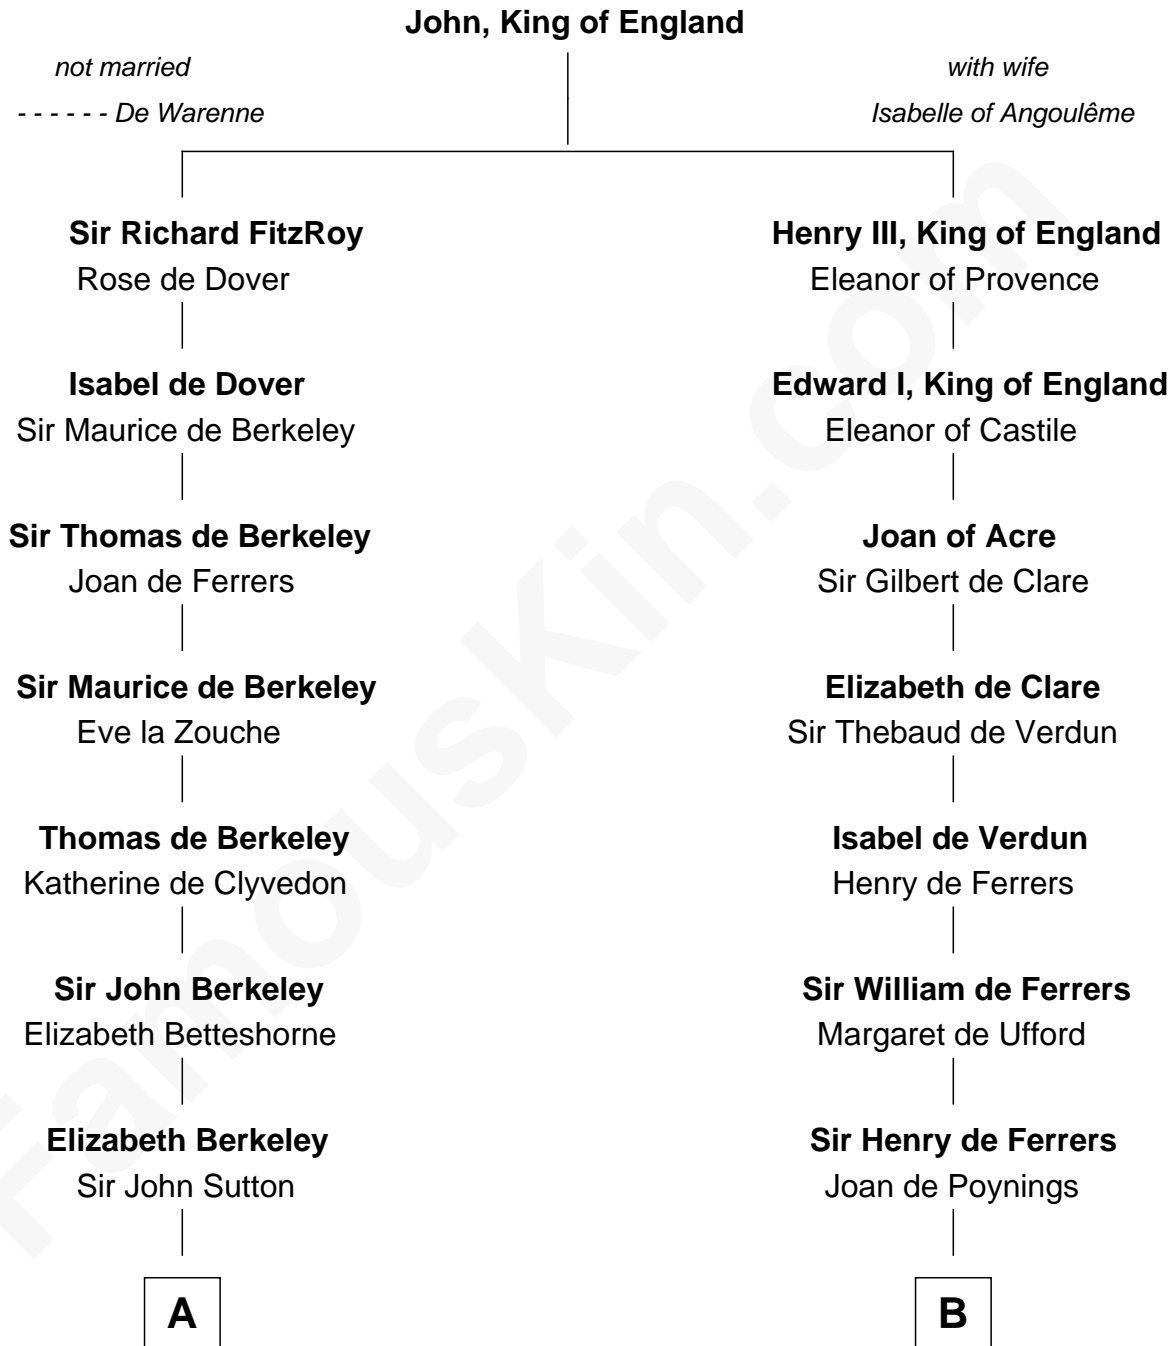 John, King of England
not married
- - - - - - De Warenne
with wife
Isabelle of Angoulême
Sir Richard FitzRoy
Rose de Dover
Henry III, King of England
Eleanor of Provence
Isabel de Dover
Sir Maurice de Berkeley
Edward I, King of England
Eleanor of Castile
Sir Thomas de Berkeley
Joan de Ferrers
Joan of Acre
Sir Gilbert de Clare
Sir Maurice de Berkeley
Eve la Zouche
Elizabeth de Clare
Sir Thebaud de Verdun
Thomas de Berkeley
Katherine de Clyvedon
Isabel de Verdun
Henry de Ferrers
Sir John Berkeley
Elizabeth Betteshorne
Sir William de Ferrers
Margaret de Ufford
Elizabeth Berkeley
Sir John Sutton
Sir Henry de Ferrers
Joan de Poynings
A
B
FamousKin.com